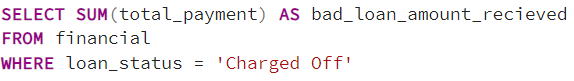 SELECT SUM(total_payment) AS bad_loan_amount_recieved
FROM financial
WHERE loan_status = 'Charged Off'